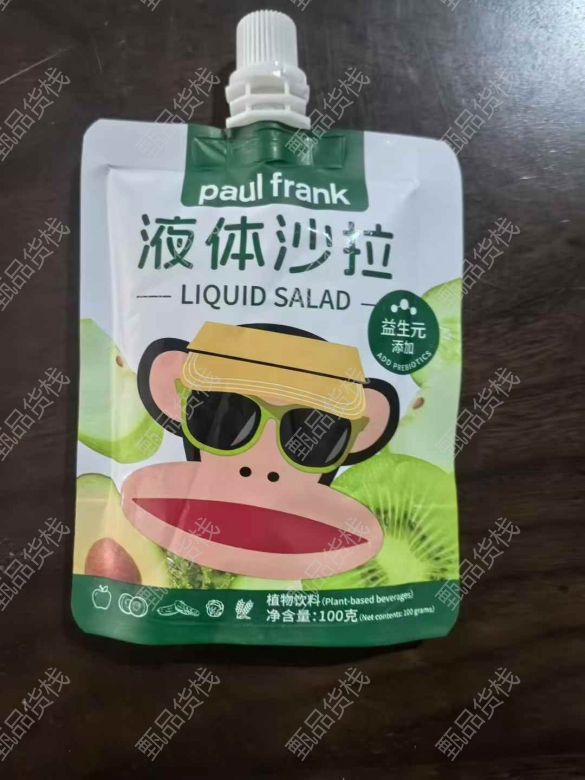 paul frank
液体沙拉
LIQUID SALAD
益生元
添加
ADD PREBIOTICS
植物饮料(Plant-based beverages)
净含量:100克(Net contents: 100 grams)
甄品货栈